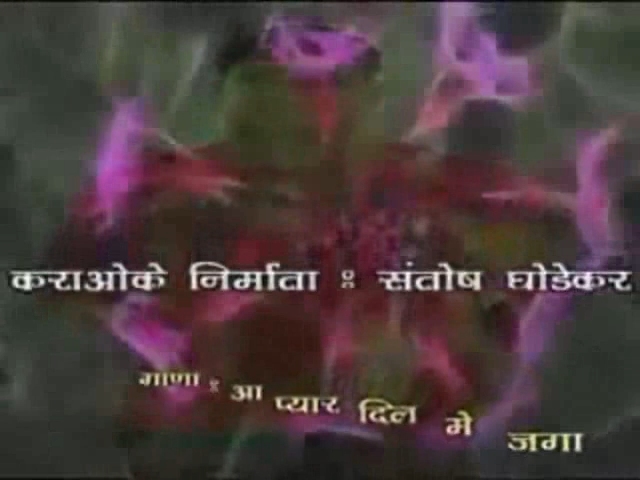 कराओके निर्माता : संतोष घोडेकर
गाणा : आ प्यार दिल मे जगा